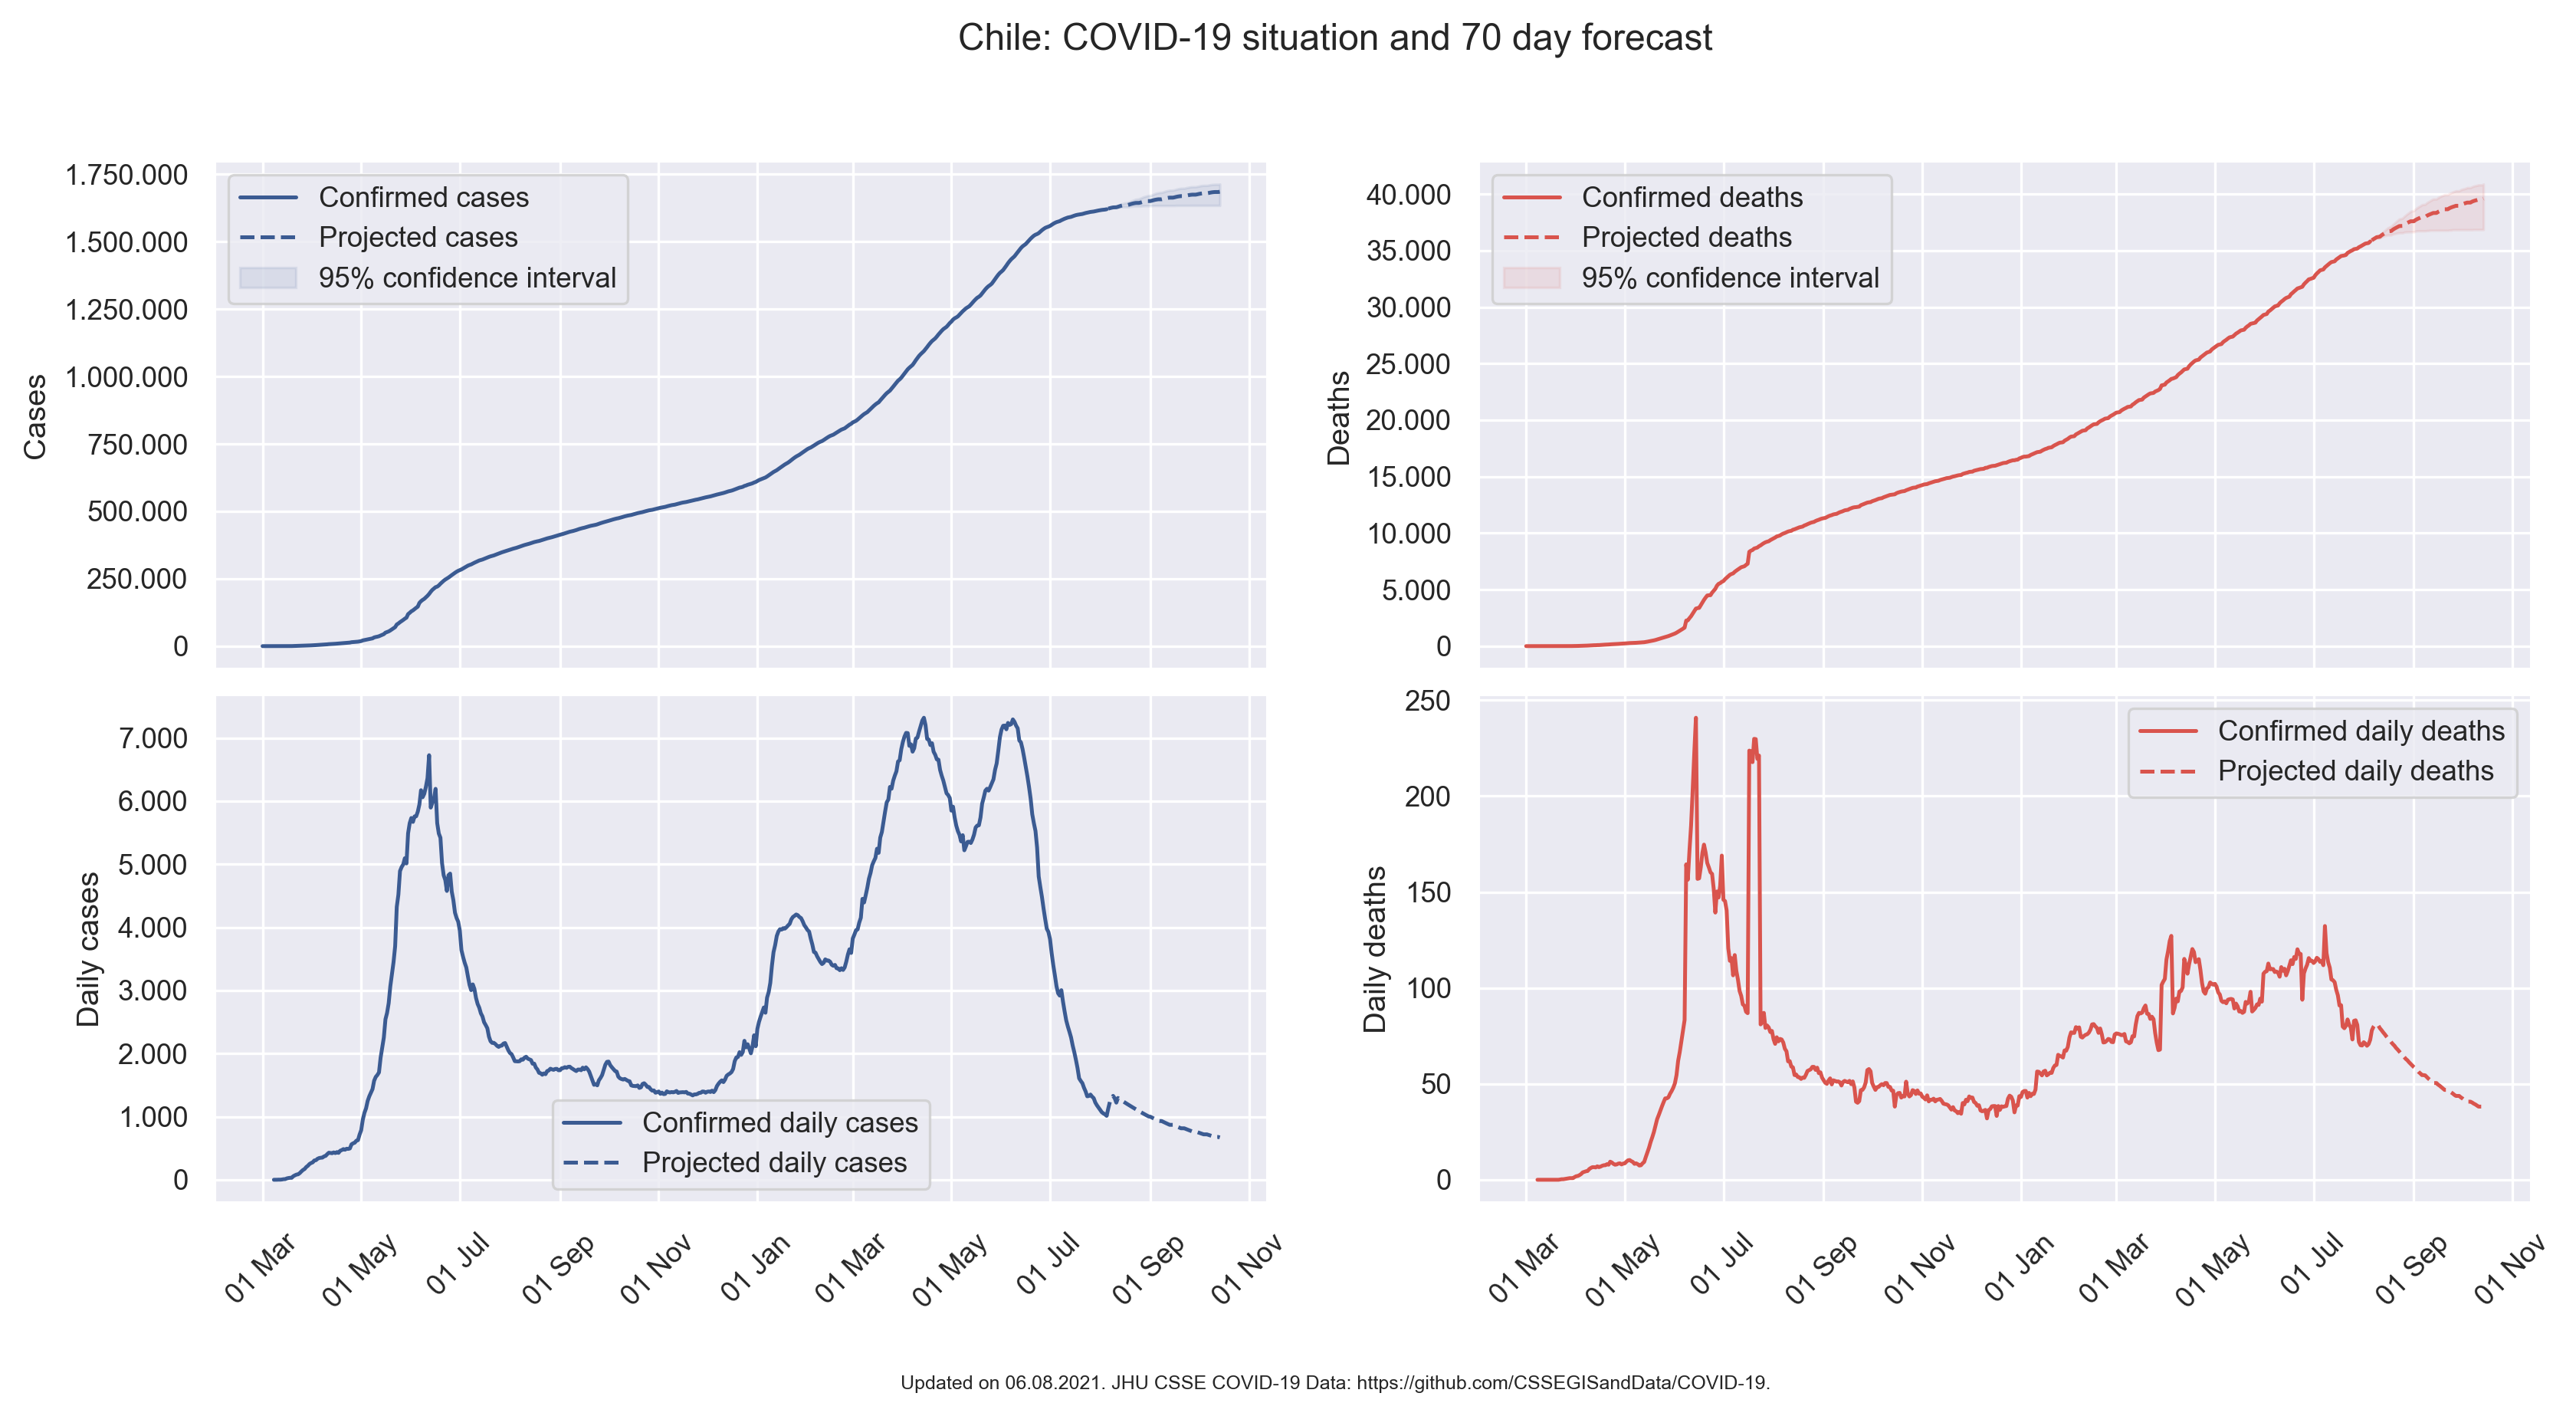 Chile: COVID-19 situation and 70 day forecast
Cases
1.750.000
1.500.000
1.250.000
1.000.000
750.000
500.000
250.000
0
Confirmed cases
Projected cases
95% confidence interval
Deaths
40.000
35.000
30.000
25.000
20.000
15.000
10.000
5.000
0
Confirmed deaths
Projected deaths
95% confidence interval
Daily cases
7.000
6.000
5.000
4.000
3.000
2.000
1.000
0
Confirmed daily cases
Projected daily cases
01 Mar
01 May
01 Jul
01 Sep
01 Nov
01 Jan
01 Mar
01 May
01 Jul
01 Sep
01 Nov
Daily deaths
250
200
150
100
50
0
Confirmed daily deaths
Projected daily deaths
01 Mar
01 May
01 Jul
01 Sep
01 Nov
01 Jan
01 Mar
01 May
01 Jul
01 Sep
01 Nov
Updated on 06.08.2021. JHU CSSE COVID-19 Data: https://github.com/CSSEGISandData/COVID-19.